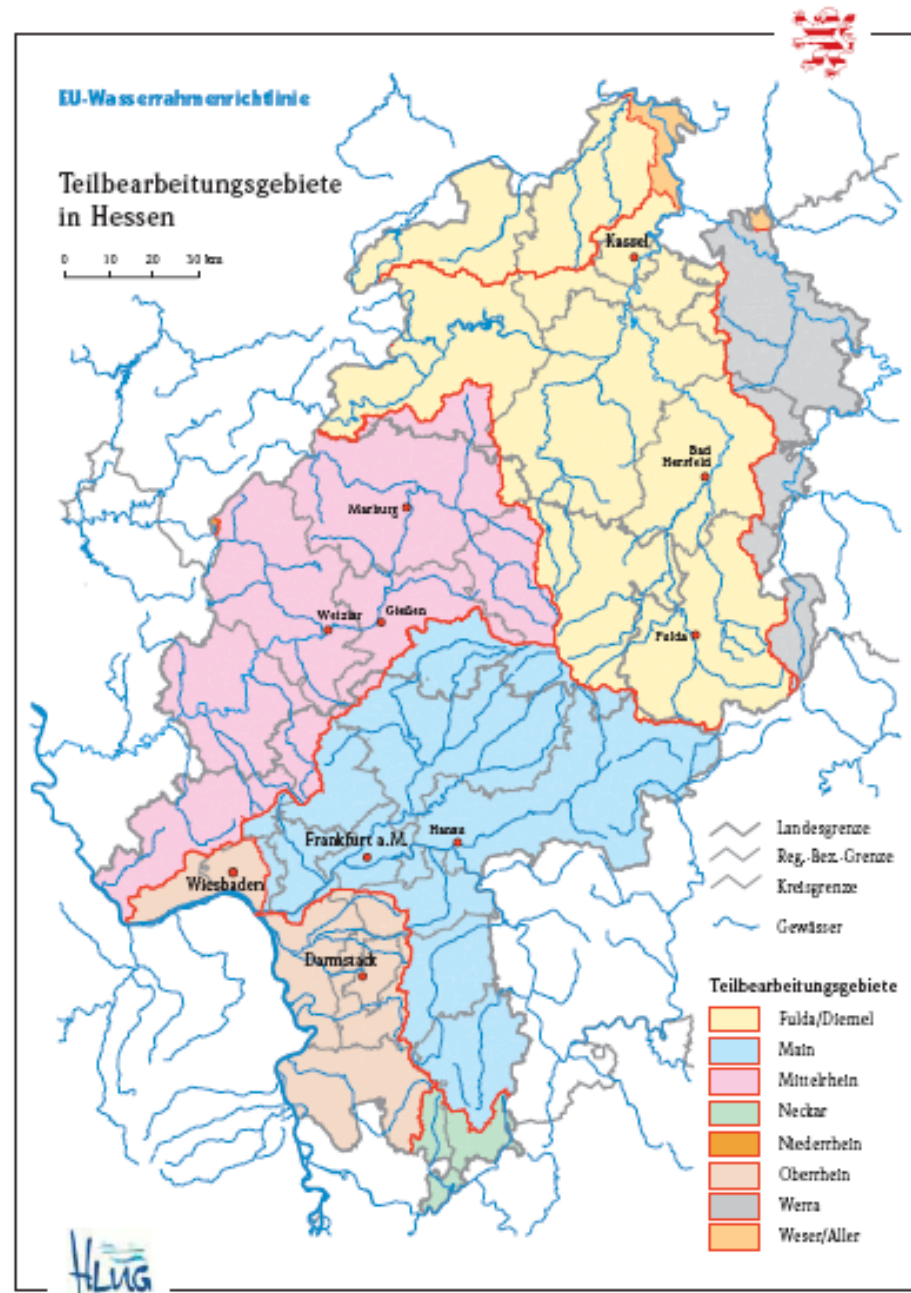 EU-Wasserrahmenrichtlinie
Teilbearbeitungsgebiete
in Hessen
0 10 20 30 km
Kassel
Bad
Hersfeld
Marburg
Wetzlar
Gießen
Fulda
Frankfurt a.M.
Hanau
Wiesbaden
Darmstadt
Landesgrenze
Reg.-Bez.-Grenze
Kreisgrenze
Gewässer
Teilbearbeitungsgebiete
Fulda/Diemel
Main
Mittelrhein
Neckar
Niederrhein
Oberrhein
Werra
Weser/Aller
HLUG